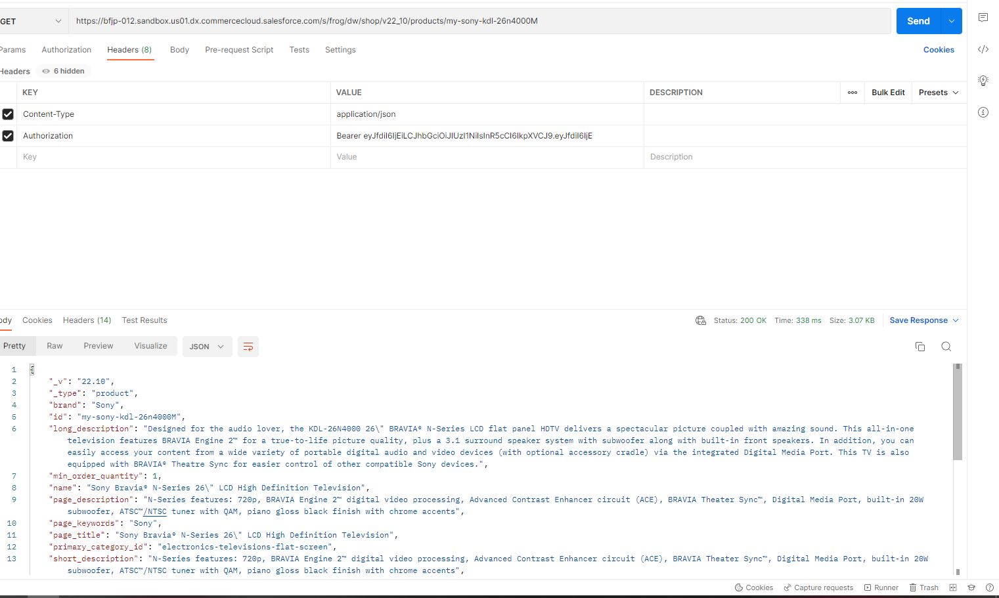 GET https://bfjp-012.sandbox.us01.dx.commercecloud.salesforce.com/s/frog/dw/shop/v22_10/products/my-sony-kdl-26n4000M Send
Params Authorization Headers (8) Body Pre-request Script Tests Settings Cookies
Headers 6 hidden
KEY VALUE DESCRIPTION Bulk Edit Presets
Content-Type application/json
Authorization Bearer eyJfdiI6IjEiLCJhbGciOiJIUzI1NiIsInR5cCI6IkpXVCJ9.eyJfdiI6IjE
Key Value Description
ody Cookies Headers (14) Test Results Status: 200 OK Time: 338 ms Size: 3.07 KB Save Response
Pretty Raw Preview Visualize JSON
1 {
2 "_v": "22.10",
3 "_type": "product",
4 "brand": "Sony",
5 "id": "my-sony-kdl-26n4000M",
6 "long_description": "Designed for the audio lover, the KDL-26N4000 26\" BRAVIA® N-Series LCD flat panel HDTV delivers a spectacular picture coupled with amazing sound. This all-in-one
television features BRAVIA Engine 2™ for a true-to-life picture quality, plus a 3.1 surround speaker system with subwoofer along with built-in front speakers. In addition, you can
easily access your content from a wide variety of portable digital audio and video devices (with optional accessory cradle) via the integrated Digital Media Port. This TV is also
equipped with BRAVIA® Theatre Sync for easier control of other compatible Sony devices.",
7 "min_order_quantity": 1,
8 "name": "Sony Bravia® N-Series 26\" LCD High Definition Television",
9 "page_description": "N-Series features: 720p, BRAVIA Engine 2™ digital video processing, Advanced Contrast Enhancer circuit (ACE), BRAVIA Theater Sync™, Digital Media Port, built-in 20W
subwoofer, ATSC™/NTSC tuner with QAM, piano gloss black finish with chrome accents",
10 "page_keywords": "Sony",
11 "page_title": "Sony Bravia® N-Series 26\" LCD High Definition Television",
12 "primary_category_id": "electronics-televisions-flat-screen",
13 "short_description": "N-Series features: 720p, BRAVIA Engine 2™ digital video processing, Advanced Contrast Enhancer circuit (ACE), BRAVIA Theater Sync™, Digital Media Port, built-in 20W
subwoofer, ATSC™/NTSC tuner with QAM, piano gloss black finish with chrome accents",
Cookies Capture requests Runner Trash